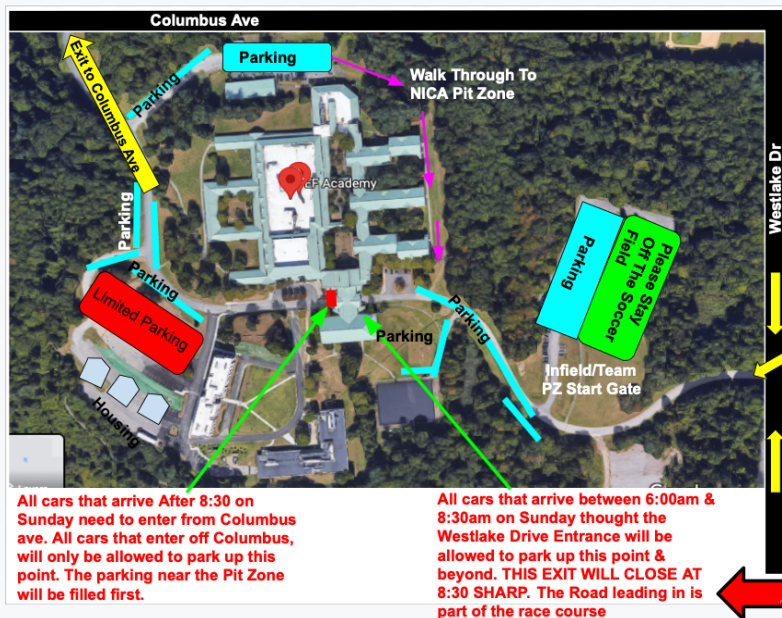 Columbus Ave
Exit to Columbus Ave
Parking
Parking
Walk Through To
NICA Pit Zone
EF Academy
Westlake Dr
Parking
Parking
Limited Parking
Housing
Parking
Parking
Parking
Please Stay
Off The Soccer
Field
Infield/Team
PZ Start Gate
All cars that arrive After 8:30 on
Sunday need to enter from Columbus
ave. All cars that enter off Columbus,
will only be allowed to park up this
point. The parking near the Pit Zone
will be filled first.
All cars that arrive between 6:00am &
8:30am on Sunday thought the
Westlake Drive Entrance will be
allowed to park up this point &
beyond. THIS EXIT WILL CLOSE AT
8:30 SHARP. The Road leading in is
part of the race course